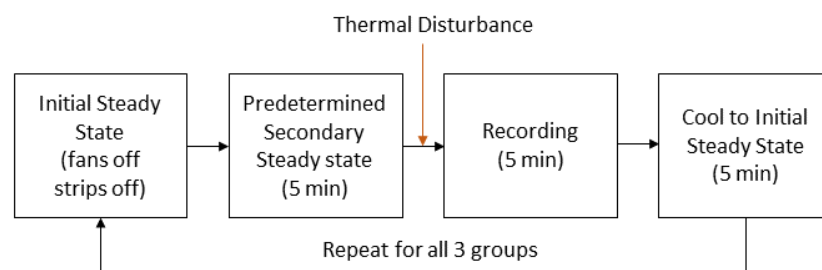 Thermal Disturbance
Initial Steady
State
(fans off
strips off)
Predetermined
Secondary
Steady state
(5 min)
Recording
(5 min)
Cool to Initial
Steady State
(5 min)
Repeat for all 3 groups